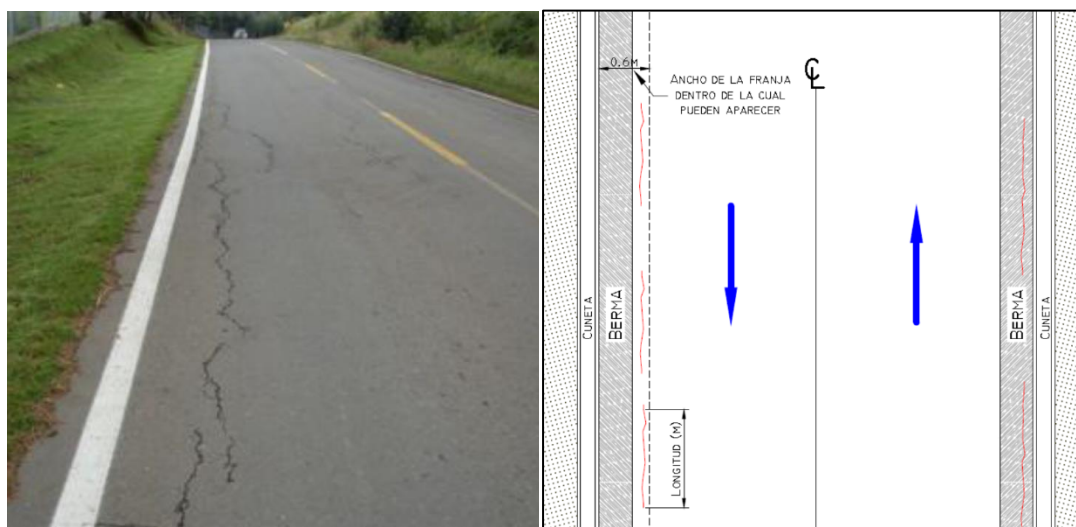 0.6M
ANCHO DE LA FRANJA
DENTRO DE LA CUAL
PUEDEN APARECER
CL
CUNETA
BERMA
LONGITUD (M)
BERMA
CUNETA